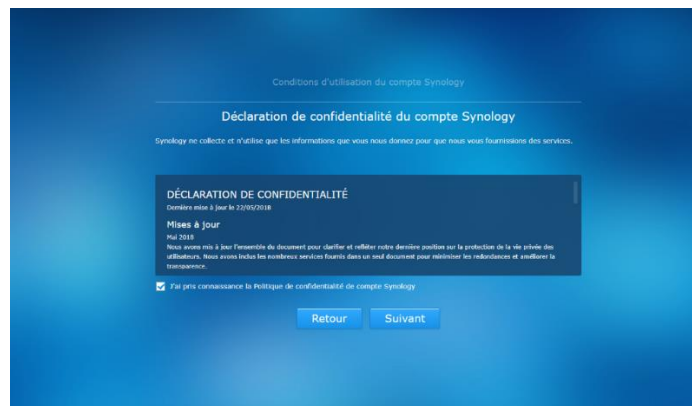 Conditions d'utilisation du compte Synology
Déclaration de confidentialité du compte Synology
Synology ne collecte et n'utilise que les informations que vous nous donnez pour que nous vous fournissions des services.
DÉCLARATION DE CONFIDENTIALITÉ
Dernière mise à jour le 22/05/2018
Mises à jour
Mai 2018
Nous avons mis à jour l'ensemble du document pour clarifier et refléter notre dernière position sur la protection de la vie privée des
utilisateurs. Nous avons inclus les nombreux services fournis dans un seul document pour minimiser les redondances et améliorer la
transparence.
J'ai pris connaissance la Politique de confidentialité de compte Synology
Retour Suivant